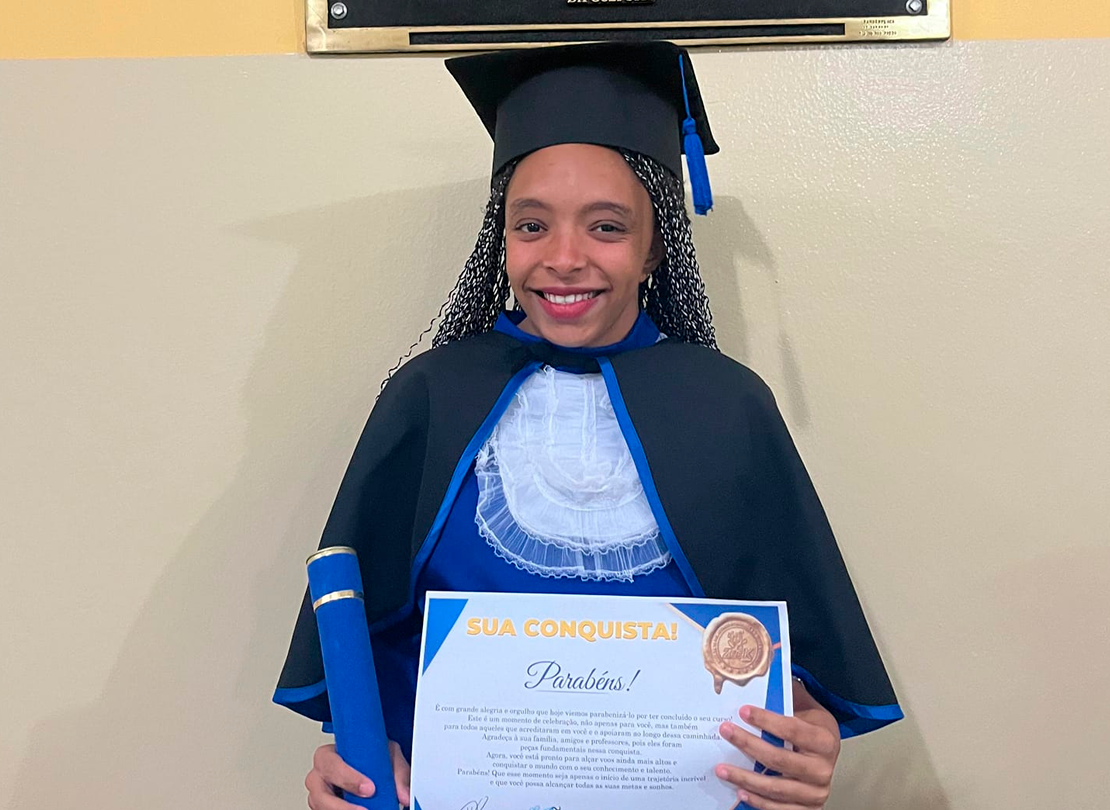 SUA CONQUISTA!
Parabéns!
É com grande alegria e orgulho que hoje viemos parabenizá-lo por ter concluído o seu curso!
Este é um momento de celebração, não apenas para você, mas também
para todos aqueles que acreditaram em você e o apoiaram ao longo dessa caminhada.
Agradeça à sua família, amigos e professores, pois eles foram
peças fundamentais nessa conquista.
Agora, você está pronto para alçar voos ainda mais altos e
conquistar o mundo com o seu conhecimento e talento.
Parabéns! Que esse momento seja apenas o início de uma trajetória incrível
e que você possa alcançar todas as suas metas e sonhos.